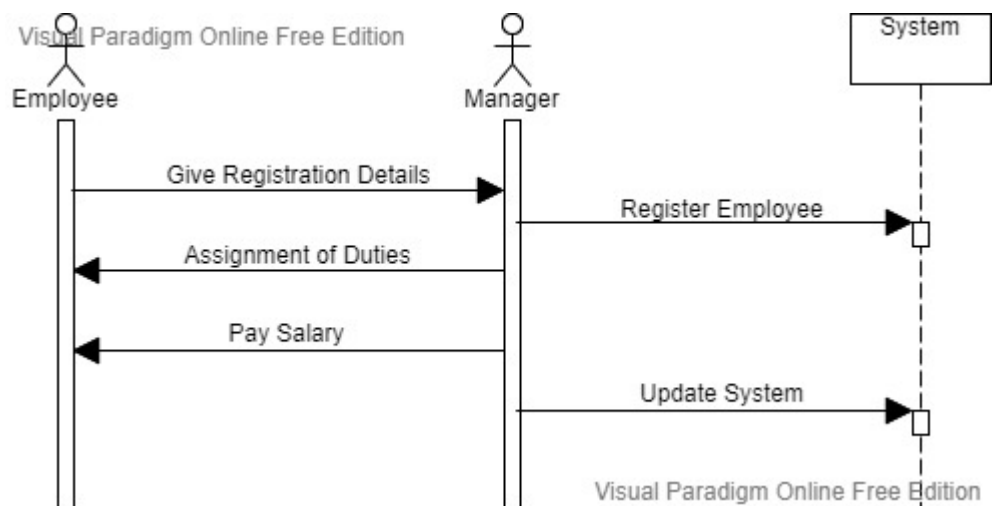 Visual Paradigm Online Free Edition
System
Employee
Manager
Give Registration Details
Register Employee
Assignment of Duties
Pay Salary
Update System
Visual Paradigm Online Free Edition